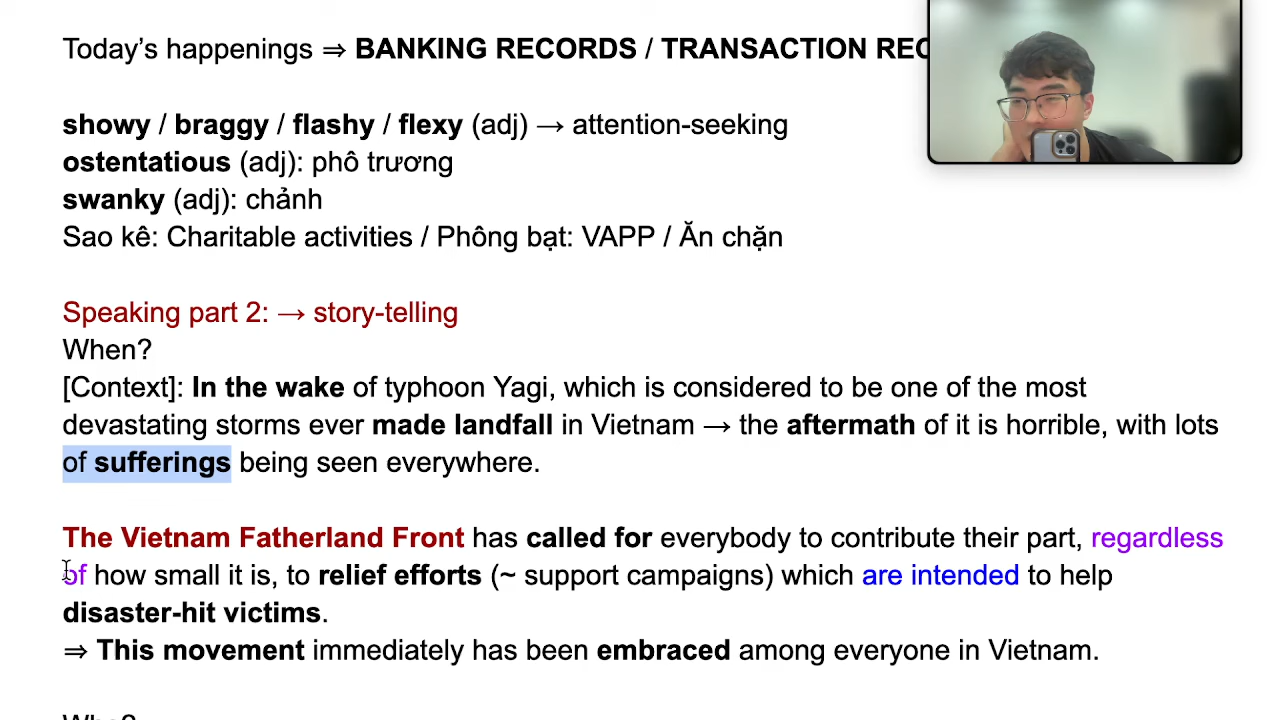 Today’s happenings ⇒ BANKING RECORDS / TRANSACTION
showy / braggy / flashy / flexy (adj) → attention-seeking
ostentatious (adj): phô trương
swanky (adj): chảnh
Sao kê: Charitable activities / Phông bạt: VAPP / Ăn chặn
Speaking part 2: → story-telling
When?
[Context]: In the wake of typhoon Yagi, which is considered to be one of the most
devastating storms ever made landfall in Vietnam → the aftermath of it is horrible, with lots
of sufferings being seen everywhere.
The Vietnam Fatherland Front has called for everybody to contribute their part, regardless
of how small it is, to relief efforts (~ support campaigns) which are intended to help
disaster-hit victims.
⇒ This movement immediately has been embraced among everyone in Vietnam.